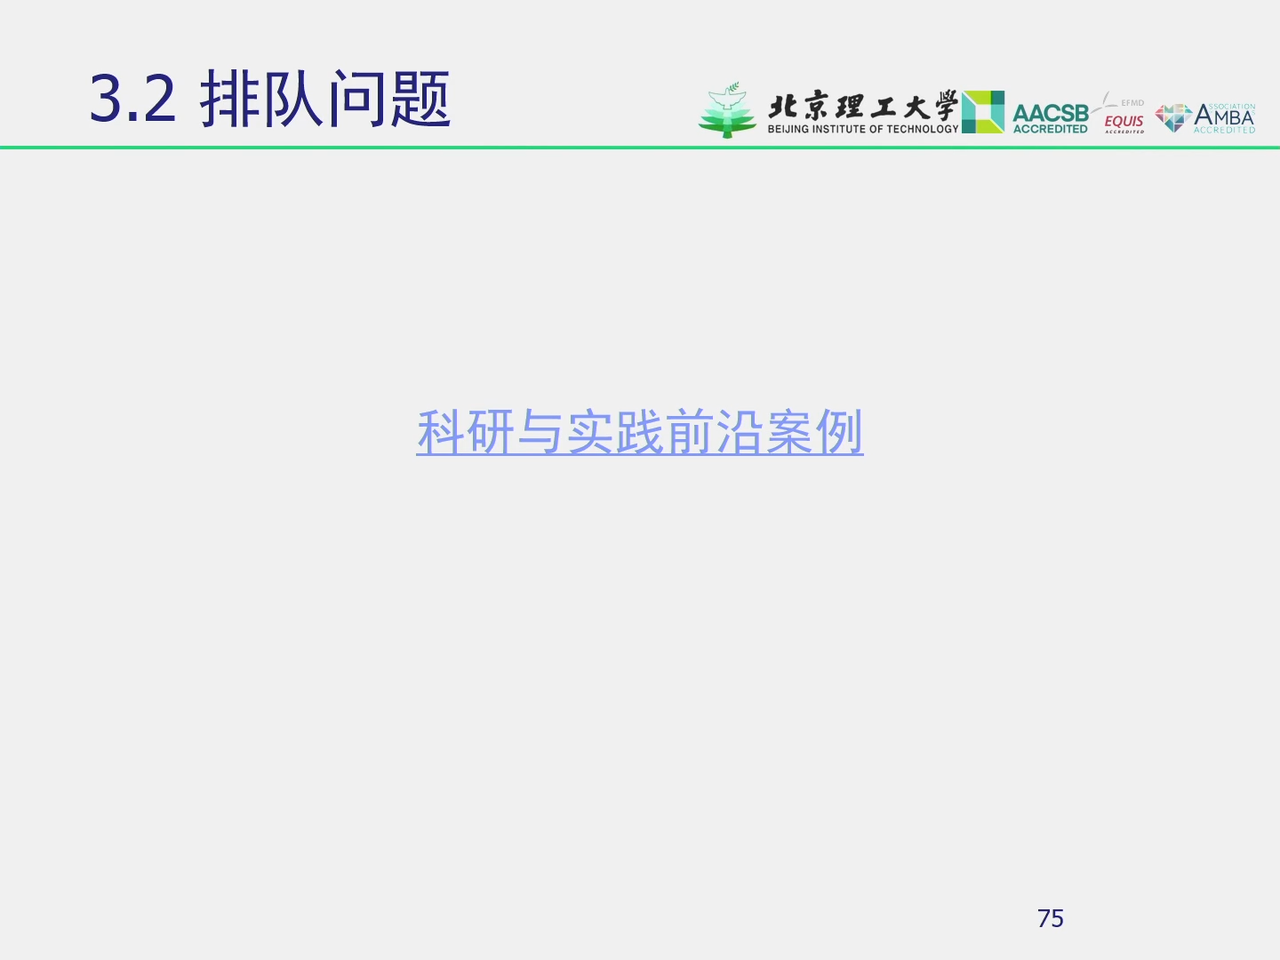 3.2 排队问题
北京理工大学
BEIJING INSTITUTE OF TECHNOLOGY
AACSB
ACCREDITED
EFMD
EQUIS
ACCREDITED
ASSOCIATION
AMBA
ACCREDITED
科研与实践前沿案例
75